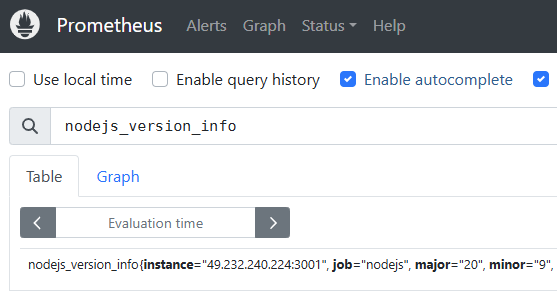 Prometheus Alerts Graph Status Help
Use local time Enable query history Enable autocomplete
nodejs_version_info
Table Graph
Evaluation time
nodejs_version_info{instance="49.232.240.224:3001", job="nodejs", major="20", minor="9",